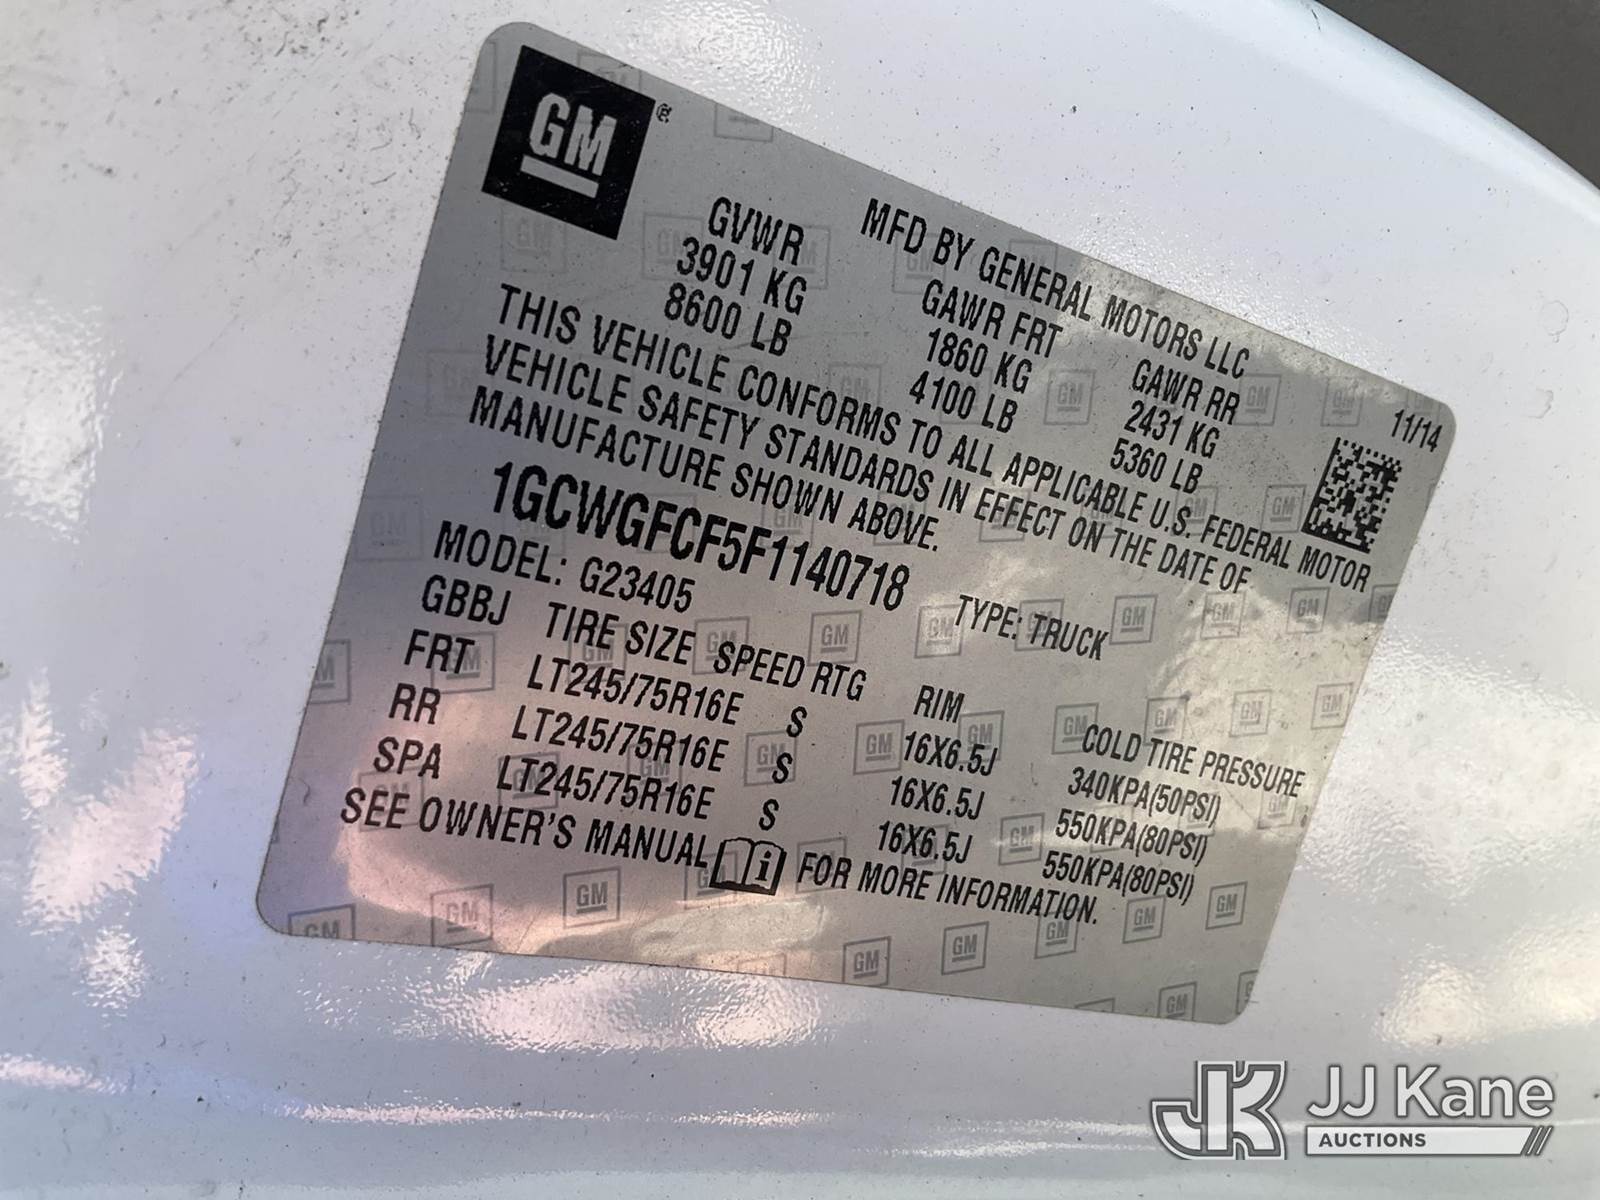 GM®
MFD BY GENERAL MOTORS LLC
11/14
GVWR GAWR FRT GAWR RR
3901 KG 1860 KG 2431 KG
8600 LB 4100 LB 5360 LB
THIS VEHICLE CONFORMS TO ALL APPLICABLE U.S. FEDERAL MOTOR
VEHICLE SAFETY STANDARDS IN EFFECT ON THE DATE OF
MANUFACTURE SHOWN ABOVE.
1GCWGFCF5F1140718 TYPE: TRUCK
MODEL: G23405
GBBJ TIRE SIZE SPEED RTG RIM COLD TIRE PRESSURE
FRT LT245/75R16E S 16X6.5J 340KPA(50PSI)
RR LT245/75R16E S 16X6.5J 550KPA(80PSI)
SPA LT245/75R16E S 16X6.5J 550KPA(80PSI)
SEE OWNER'S MANUAL i FOR MORE INFORMATION.
JK JJ Kane
AUCTIONS